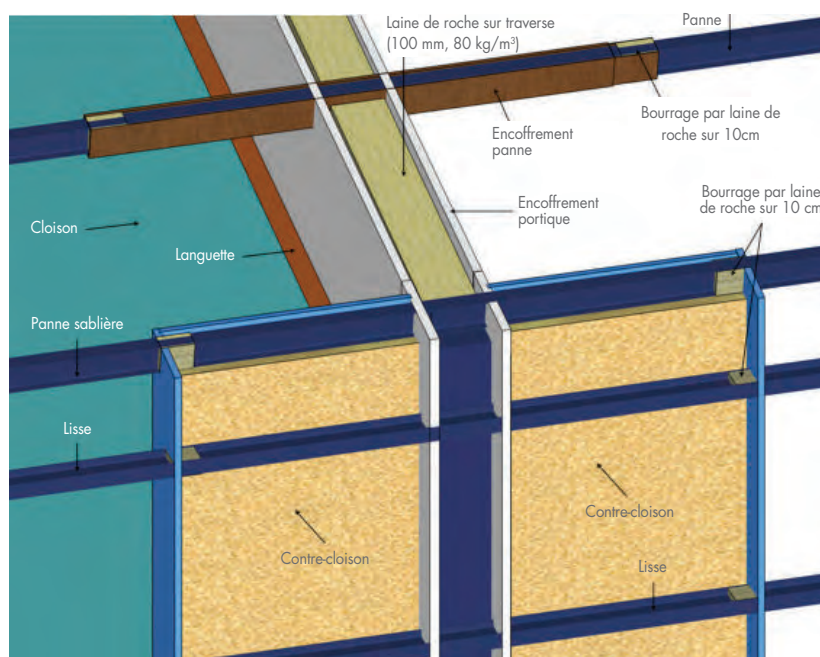 Laine de roche sur traverse
(100 mm, 80 kg/m³)
Panne
Encoffrement
panne
Bourrage par laine de
roche sur 10cm
Bourrage par laine
de roche sur 10 cm
Encoffrement
portique
Cloison
Languette
Panne sablière
Lisse
Contre-cloison
Contre-cloison
Lisse